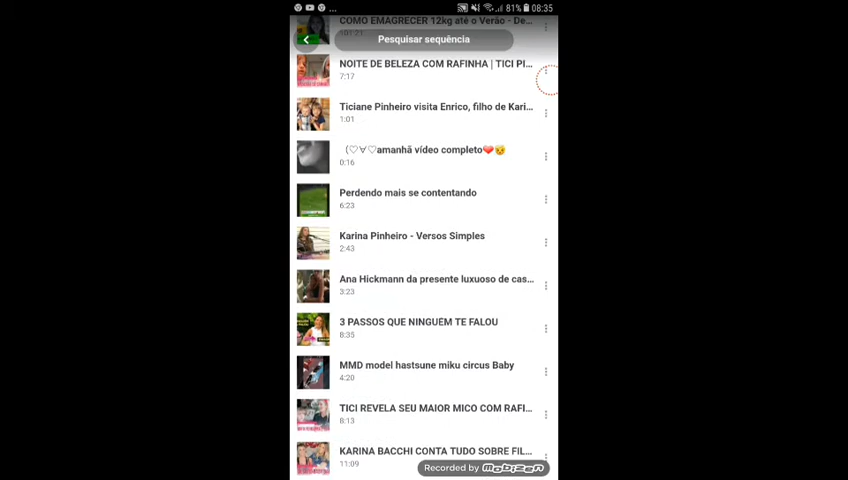 81% 08:35
COMO EMAGRECER 12kg até o Verão - De...
1:01:21
Pesquisar sequência
NOITE DE BELEZA COM RAFINHA | TICI PI...
7:17
Ticiane Pinheiro visita Enrico, filho de Kari...
1:01
(♡∀♡amanhã vídeo completo❤😼
0:16
Perdendo mais se contentando
6:23
Karina Pinheiro - Versos Simples
2:43
Ana Hickmann da presente luxuoso de cas...
3:23
3 PASSOS QUE NINGUÉM TE FALOU
8:35
MMD model hastsune miku circus Baby
4:20
TICI REVELA SEU MAIOR MICO COM RAFI...
8:13
KARINA BACCHI CONTA TUDO SOBRE FIL...
11:09
Recorded by mobizen